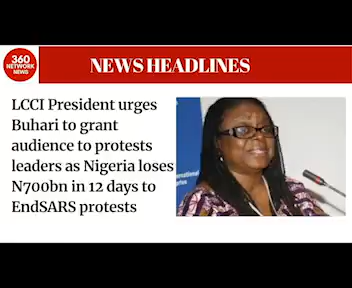 360
NETWORK
NEWS
NEWS HEADLINES
LCCI President urges
Buhari to grant
audience to protests
leaders as Nigeria loses
N700bn in 12 days to
EndSARS protests